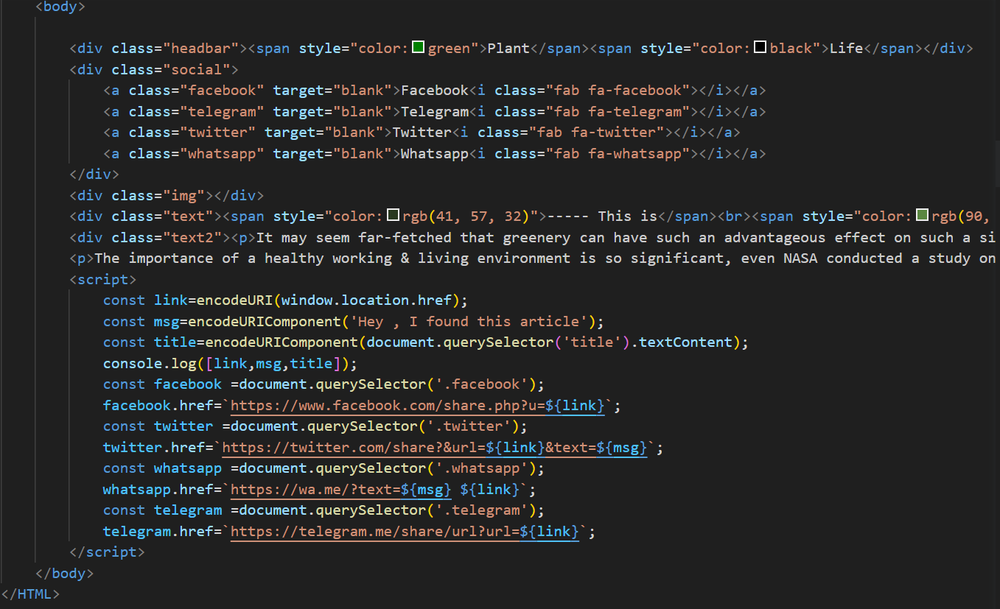 <body>
<div class="headbar"><span style="color:green">Plant</span><span style="color:black">Life</span></div>
<div class="social">
<a class="facebook" target="blank">Facebook<i class="fab fa-facebook"></i></a>
<a class="telegram" target="blank">Telegram<i class="fab fa-telegram"></i></a>
<a class="twitter" target="blank">Twitter<i class="fab fa-twitter"></i></a>
<a class="whatsapp" target="blank">Whatsapp<i class="fab fa-whatsapp"></i></a>
</div>
<div class="img"></div>
<div class="text"><span style="color:rgb(41, 57, 32)">----- This is</span><br><span style="color:rgb(90,
<div class="text2"><p>It may seem far-fetched that greenery can have such an advantageous effect on such a si
<p>The importance of a healthy working & living environment is so significant, even NASA conducted a study on
<script>
const link=encodeURI(window.location.href);
const msg=encodeURIComponent('Hey , I found this article');
const title=encodeURIComponent(document.querySelector('title').textContent);
console.log([link,msg,title]);
const facebook =document.querySelector('.facebook');
facebook.href=`https://www.facebook.com/share.php?u=${link}`;
const twitter =document.querySelector('.twitter');
twitter.href=`https://twitter.com/share?&url=${link}&text=${msg}`;
const whatsapp =document.querySelector('.whatsapp');
whatsapp.href=`https://wa.me/?text=${msg} ${link}`;
const telegram =document.querySelector('.telegram');
telegram.href=`https://telegram.me/share/url?url=${link}`;
</script>
</body>
</HTML>